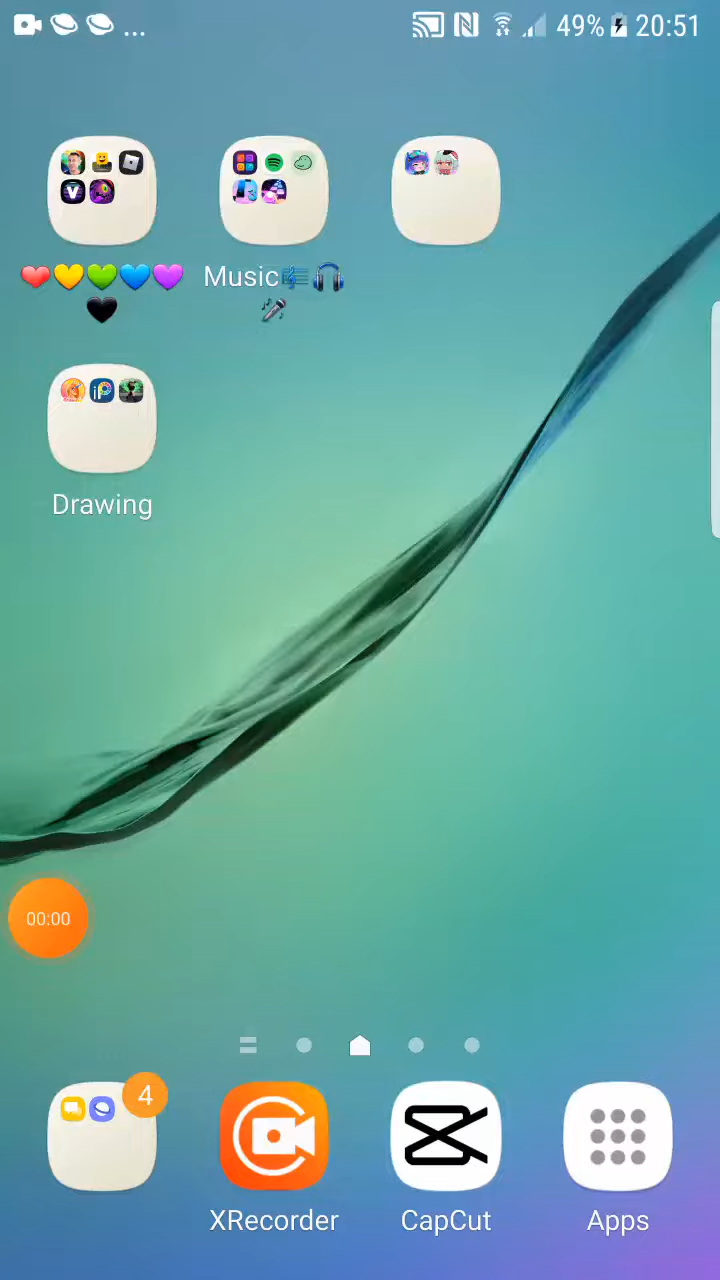 ... 49% 20:51
❤️💛💚💙💜 Music🎼🎧
🖤 🎤
Drawing
00:00
4
XRecorder CapCut Apps